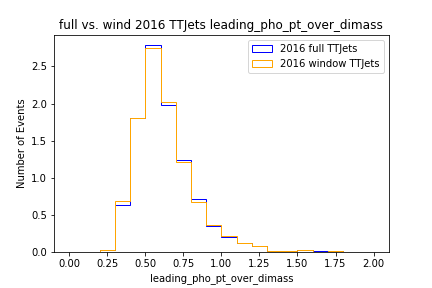 full vs. wind 2016 TTJets leading_pho_pt_over_dimass
2016 full TTJets
2016 window TTJets
Number of Events
2.5
2.0
1.5
1.0
0.5
0.0
0.00 0.25 0.50 0.75 1.00 1.25 1.50 1.75 2.00
leading_pho_pt_over_dimass